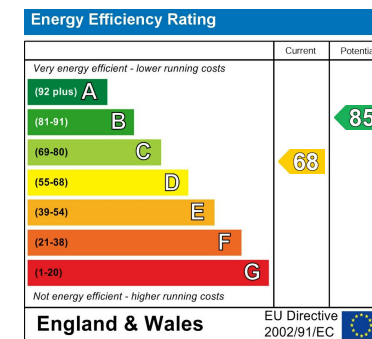 Energy Efficiency Rating
Current Potentia
Very energy efficient - lower running costs
(92 plus) A
(81-91) B
85
(69-80) C
68
(55-68) D
(39-54) E
(21-38) F
(1-20) G
Not energy efficient - higher running costs
England & Wales
EU Directive
2002/91/EC